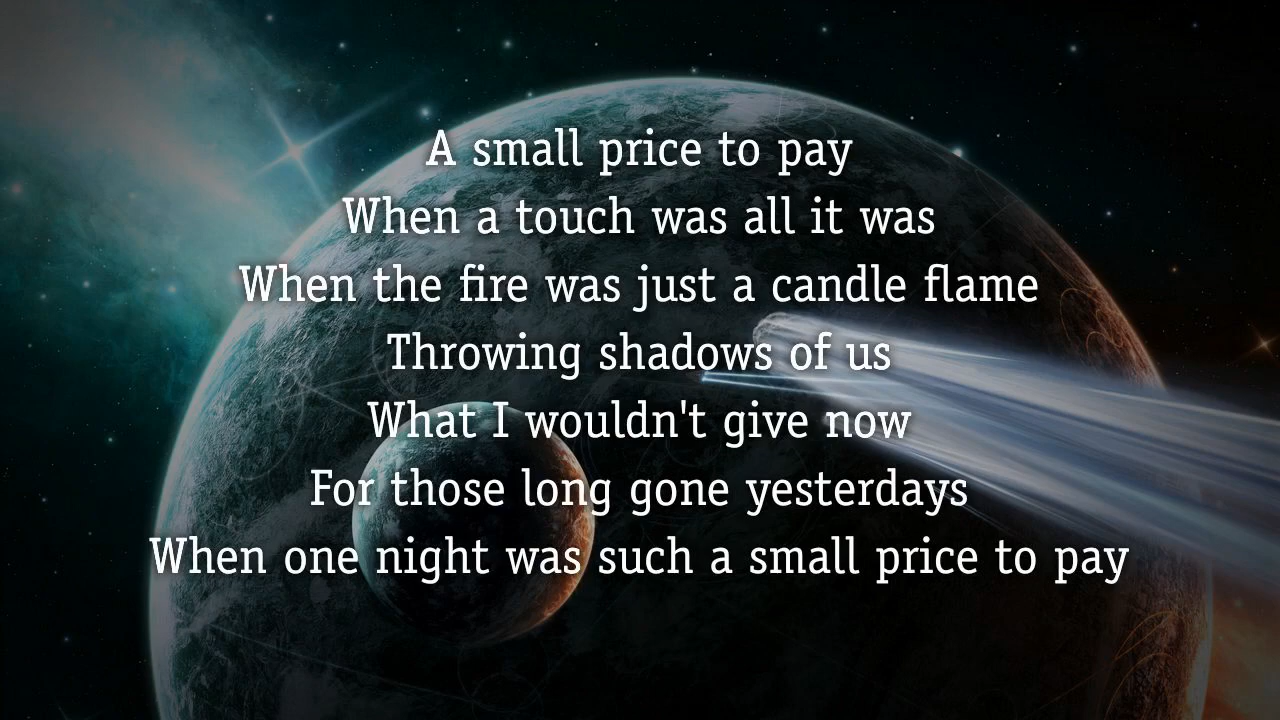 A small price to pay
When a touch was all it was
When the fire was just a candle flame
Throwing shadows of us
What I wouldn't give now
For those long gone yesterdays
When one night was such a small price to pay